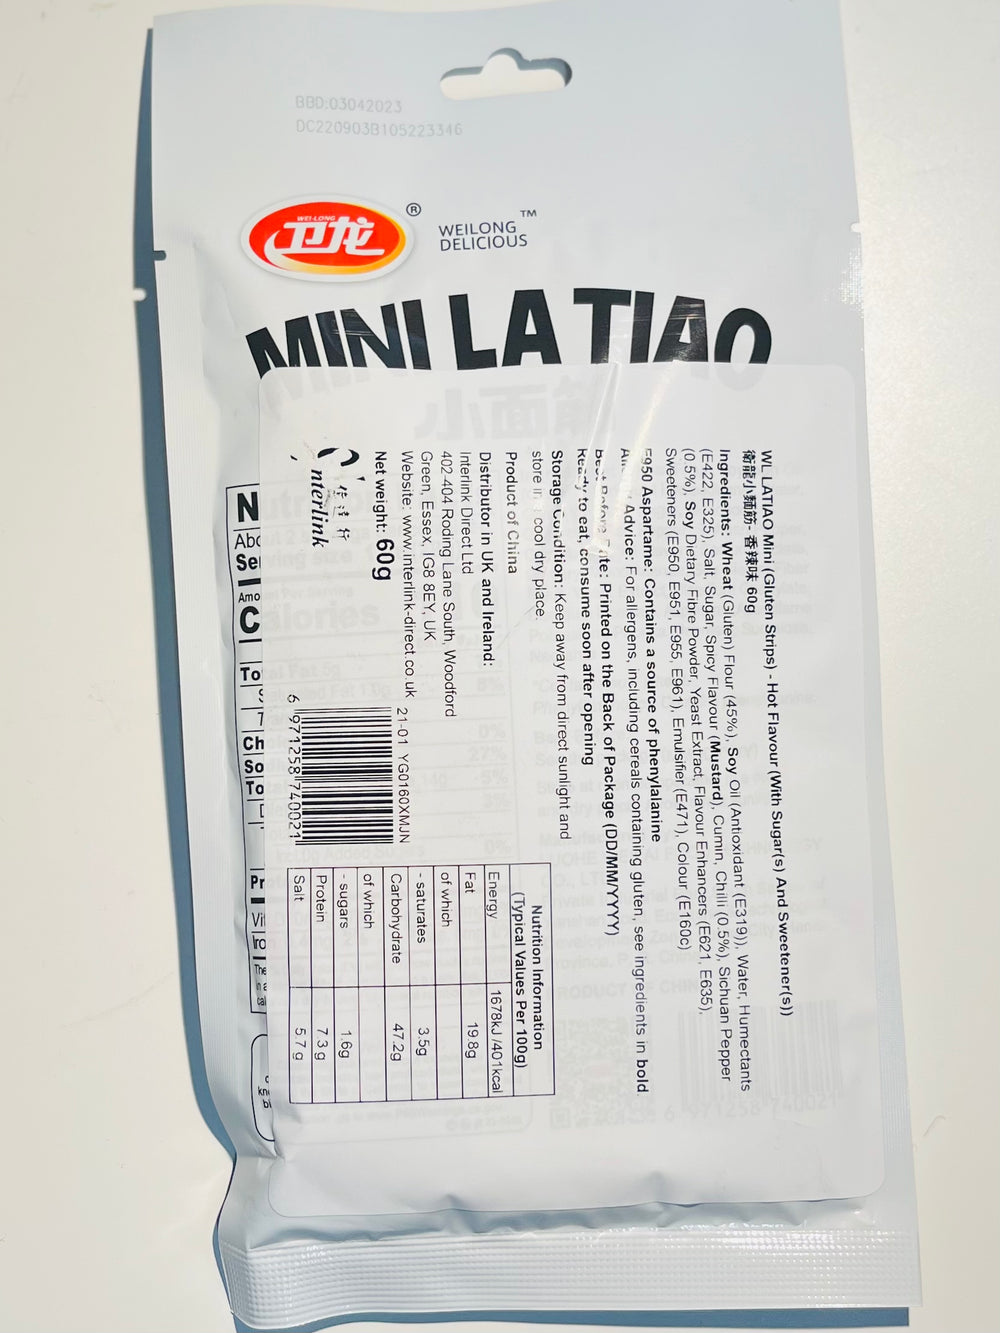 BBD:03042023
DC220903B105223346
WEI-LONG
卫龙
®
WEILONG ™
DELICIOUS
MINI LA TIAO
WL LATIAO Mini (Gluten Strips) - Hot Flavour (With Sugar(s) And Sweetener(s))
衛龍小麵筋- 香辣味 60g
Ingredients: Wheat (Gluten) Flour (45%), Soy Oil (Antioxidant (E319)), Water, Humectants
(E422, E325), Salt, Sugar, Spicy Flavour (Mustard), Cumin, Chilli (0.5%), Sichuan Pepper
(0.5%), Soy Dietary Fibre Powder, Yeast Extract, Flavour Enhancers (E621, E635),
Sweeteners (E950, E951, E955, E961), Emulsifier (E471), Colour (E160c)
E950 Aspartame: Contains a source of phenylalanine
Advice: For allergens, including cereals containing gluten, see ingredients in bold.
Printed on the Back of Package (DD/MM/YYYY)
Ready to eat, consume soon after opening
Storage Condition: Keep away from direct sunlight and
store in cool dry place.
Product of China
Distributor in UK and Ireland:
Interlink Direct Ltd
402-404 Roding Lane South, Woodford
Green, Essex, IG8 8EY, UK
Website: www.interlink-direct.co.uk
21-01 YG0160XMJN
Net weight: 60g
nterlink
6 971258 740021
Nutrition Information
(Typical Values Per 100g)
Energy 1678kJ /401kcal
Fat 19.8g
of which
- saturates 3.5g
Carbohydrate 47.2g
of which
- sugars 1.6g
Protein 7.3 g
Salt 5.7 g